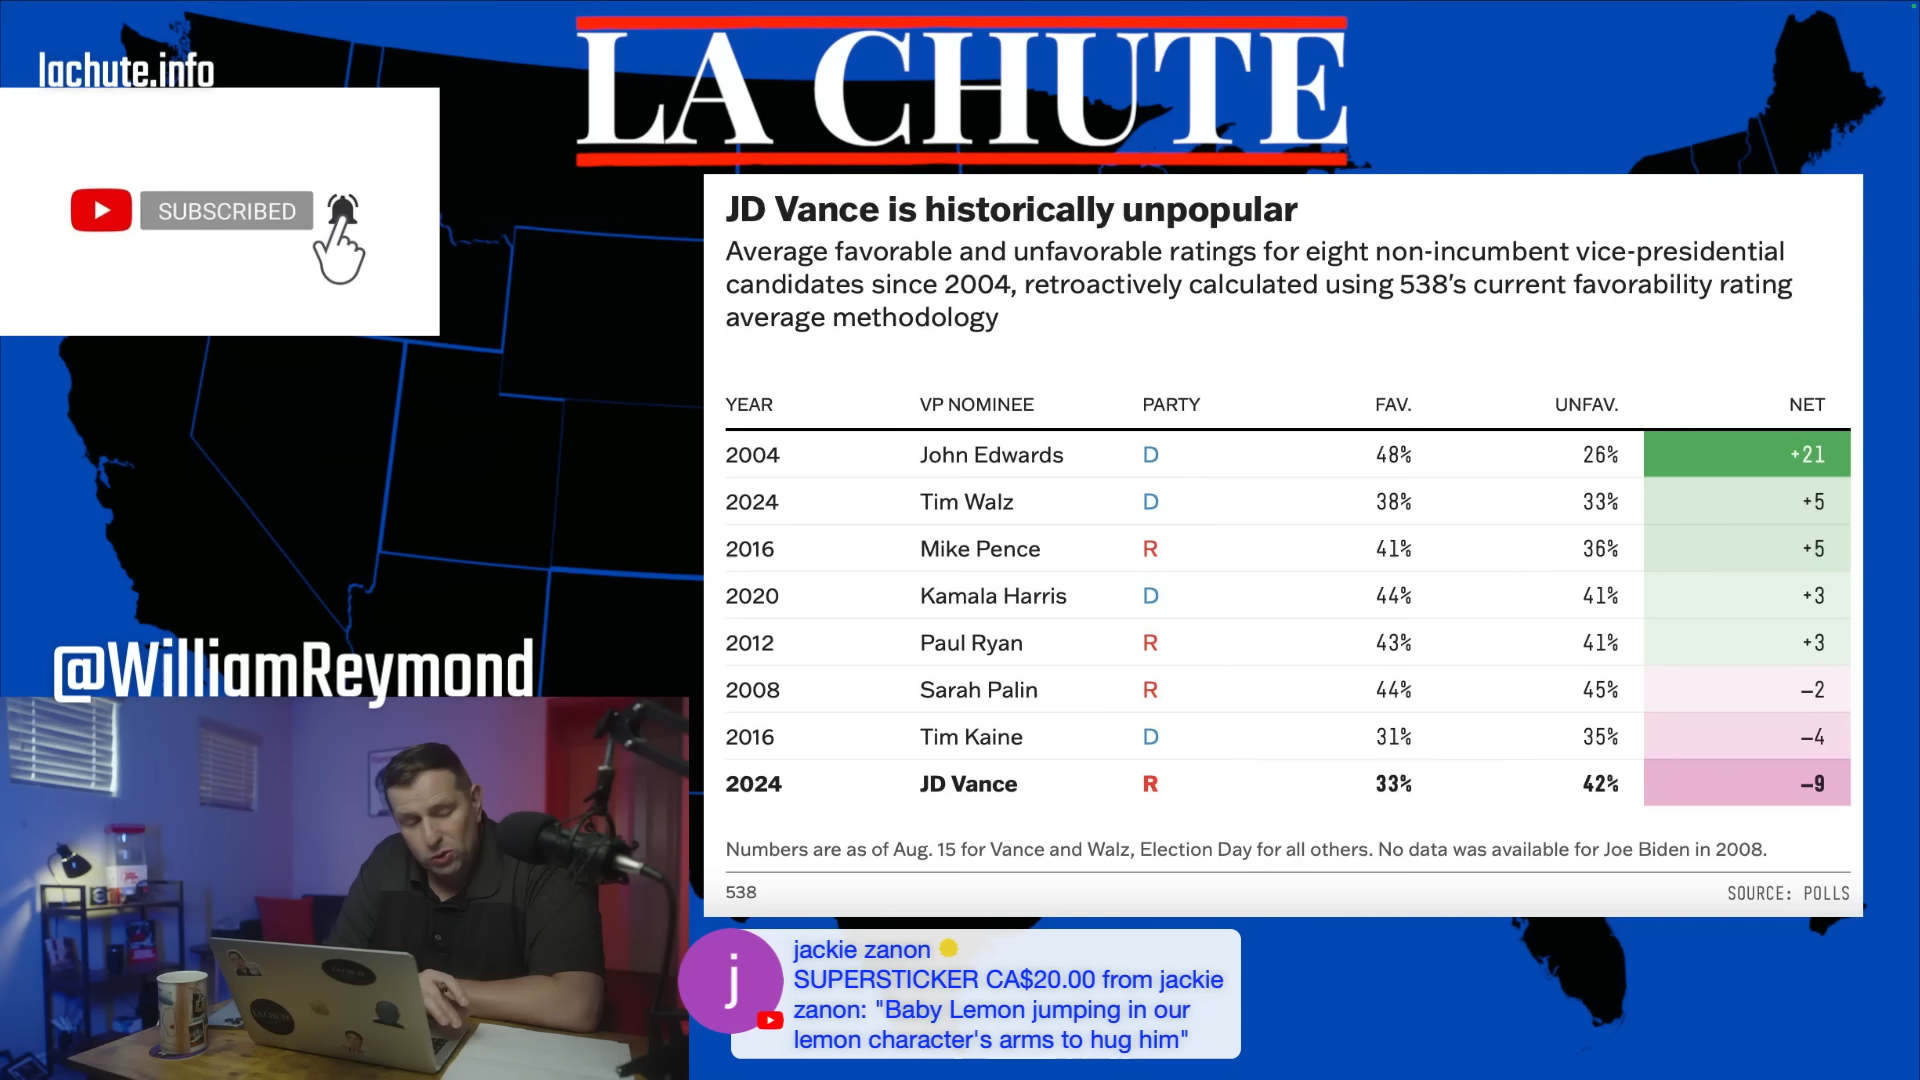 lachute.info
LA CHUTE
SUBSCRIBED
JD Vance is historically unpopular
Average favorable and unfavorable ratings for eight non-incumbent vice-presidential
candidates since 2004, retroactively calculated using 538's current favorability rating
average methodology
YEAR VP NOMINEE PARTY FAV. UNFAV. NET
2004 John Edwards D 48% 26% +21
2024 Tim Walz D 38% 33% +5
2016 Mike Pence R 41% 36% +5
2020 Kamala Harris D 44% 41% +3
2012 Paul Ryan R 43% 41% +3
2008 Sarah Palin R 44% 45% −2
2016 Tim Kaine D 31% 35% −4
2024 JD Vance R 33% 42% −9
Numbers are as of Aug. 15 for Vance and Walz, Election Day for all others. No data was available for Joe Biden in 2008.
538 SOURCE: POLLS
@WilliamReymond
j
jackie zanon
SUPERSTICKER CA$20.00 from jackie
zanon: "Baby Lemon jumping in our
lemon character's arms to hug him"
LA CHUTE